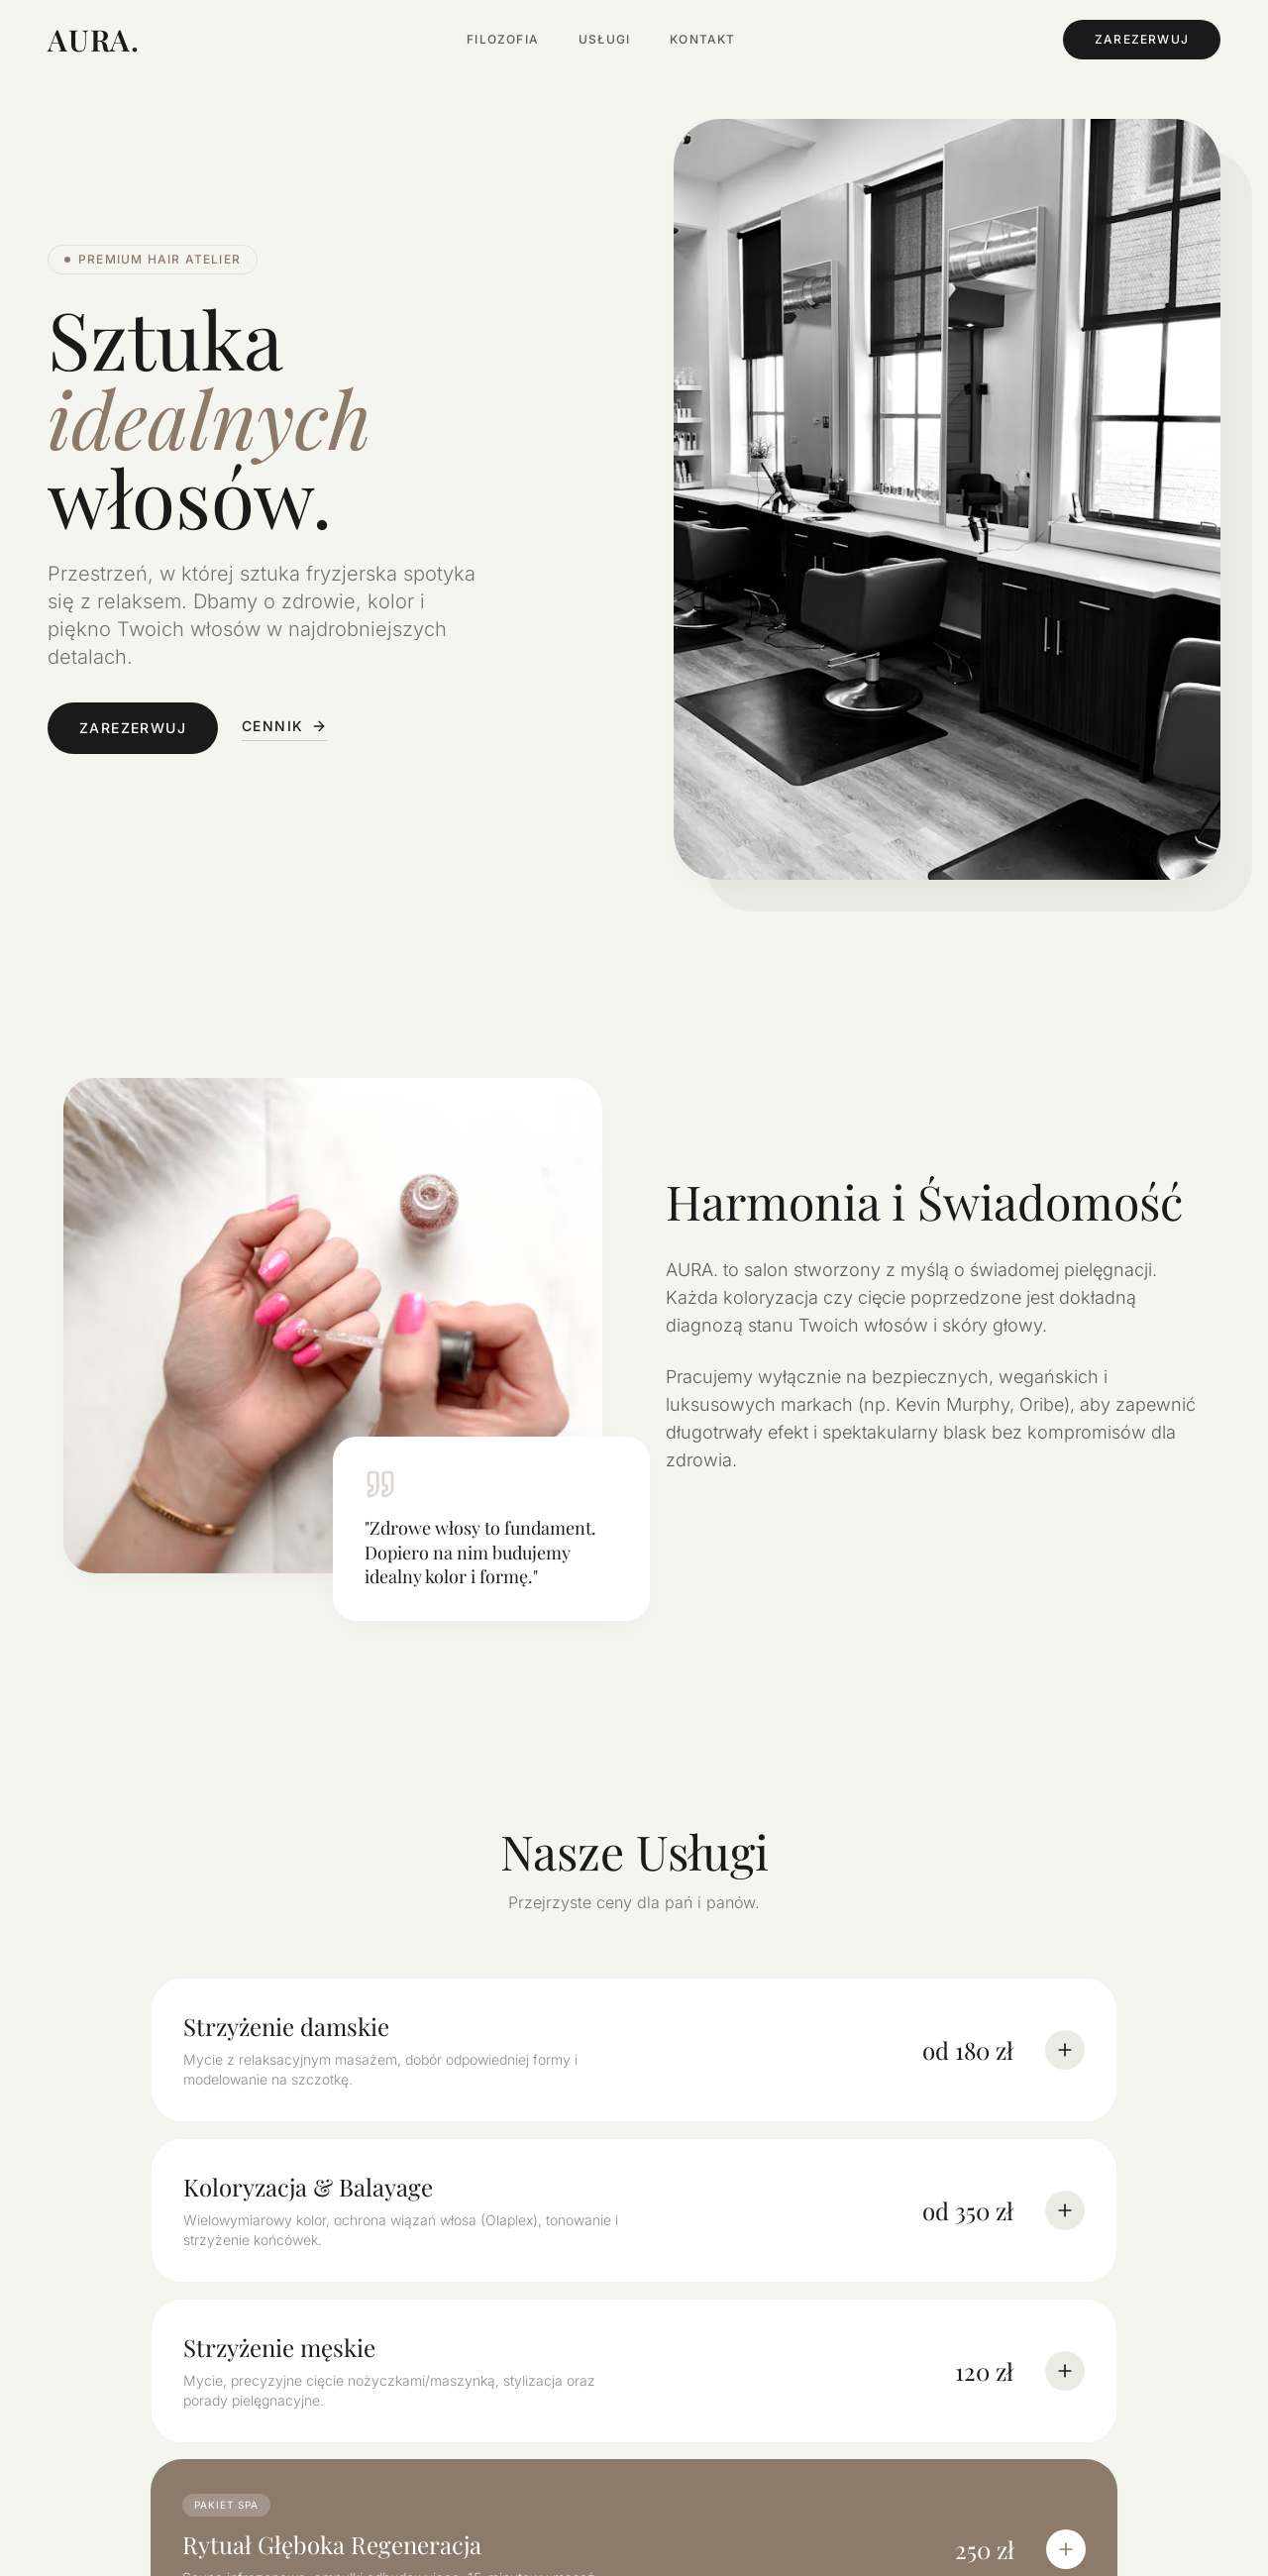 AURA.
FILOZOFIA
USŁUGI
KONTAKT
ZAREZERWUJ
PREMIUM HAIR ATELIER
Sztuka
idealnych
włosów.
Przestrzeń, w której sztuka fryzjerska spotyka
się z relaksem. Dbamy o zdrowie, kolor i
piękno Twoich włosów w najdrobniejszych
detalach.
ZAREZERWUJ
CENNIK
Harmonia i Świadomość
AURA. to salon stworzony z myślą o świadomej pielęgnacji.
Każda koloryzacja czy cięcie poprzedzone jest dokładną
diagnozą stanu Twoich włosów i skóry głowy.
Pracujemy wyłącznie na bezpiecznych, wegańskich i
luksusowych markach (np. Kevin Murphy, Oribe), aby zapewnić
długotrwały efekt i spektakularny blask bez kompromisów dla
zdrowia.
"Zdrowe włosy to fundament.
Dopiero na nim budujemy
idealny kolor i formę."
Nasze Usługi
Przejrzyste ceny dla pań i panów.
Strzyżenie damskie
Mycie z relaksacyjnym masażem, dobór odpowiedniej formy i
modelowanie na szczotkę.
od 180 zł
Koloryzacja & Balayage
Wielowymiarowy kolor, ochrona wiązań włosa (Olaplex), tonowanie i
strzyżenie końcówek.
od 350 zł
Strzyżenie męskie
Mycie, precyzyjne cięcie nożyczkami/maszynką, stylizacja oraz
porady pielęgnacyjne.
120 zł
PAKIET SPA
Rytuał Głęboka Regeneracja
250 zł